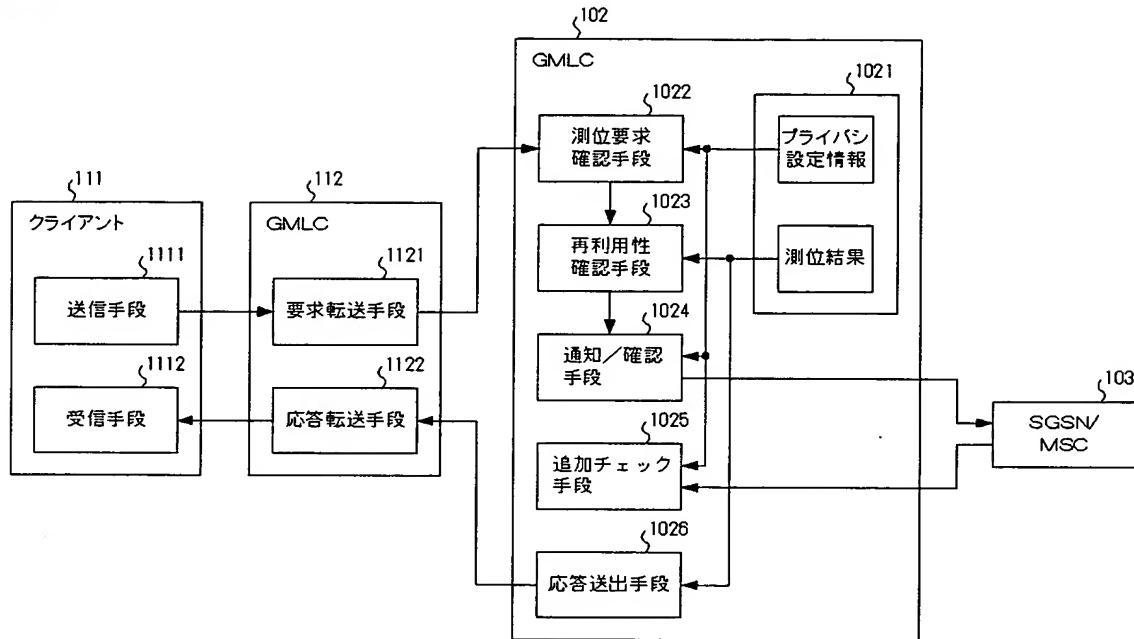 102
GMLC
1022
測位要求
確認手段
1021
プライバシ
設定情報
測位結果
1023
再利用性
確認手段
1024
通知／確認
手段
1025
追加チェック
手段
1026
応答送出手段
111
クライアント
1111
送信手段
1112
受信手段
112
GMLC
1121
要求転送手段
1122
応答転送手段
103
SGSN/
MSC